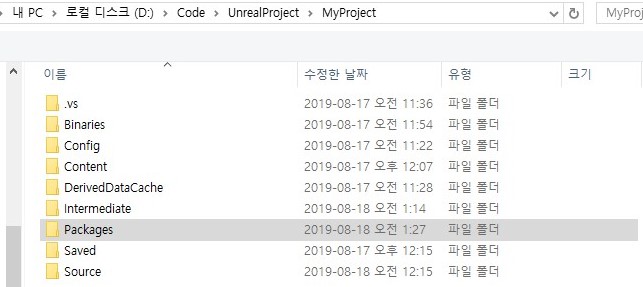 내 PC > 로컬 디스크 (D:) > Code > UnrealProject > MyProject MyProj
이름 수정한 날짜 유형 크기
.vs 2019-08-17 오전 11:36 파일 폴더
Binaries 2019-08-17 오전 11:54 파일 폴더
Config 2019-08-17 오전 11:22 파일 폴더
Content 2019-08-17 오후 12:07 파일 폴더
DerivedDataCache 2019-08-17 오전 11:28 파일 폴더
Intermediate 2019-08-18 오전 1:14 파일 폴더
Packages 2019-08-18 오전 1:27 파일 폴더
Saved 2019-08-17 오후 12:15 파일 폴더
Source 2019-08-18 오전 12:15 파일 폴더